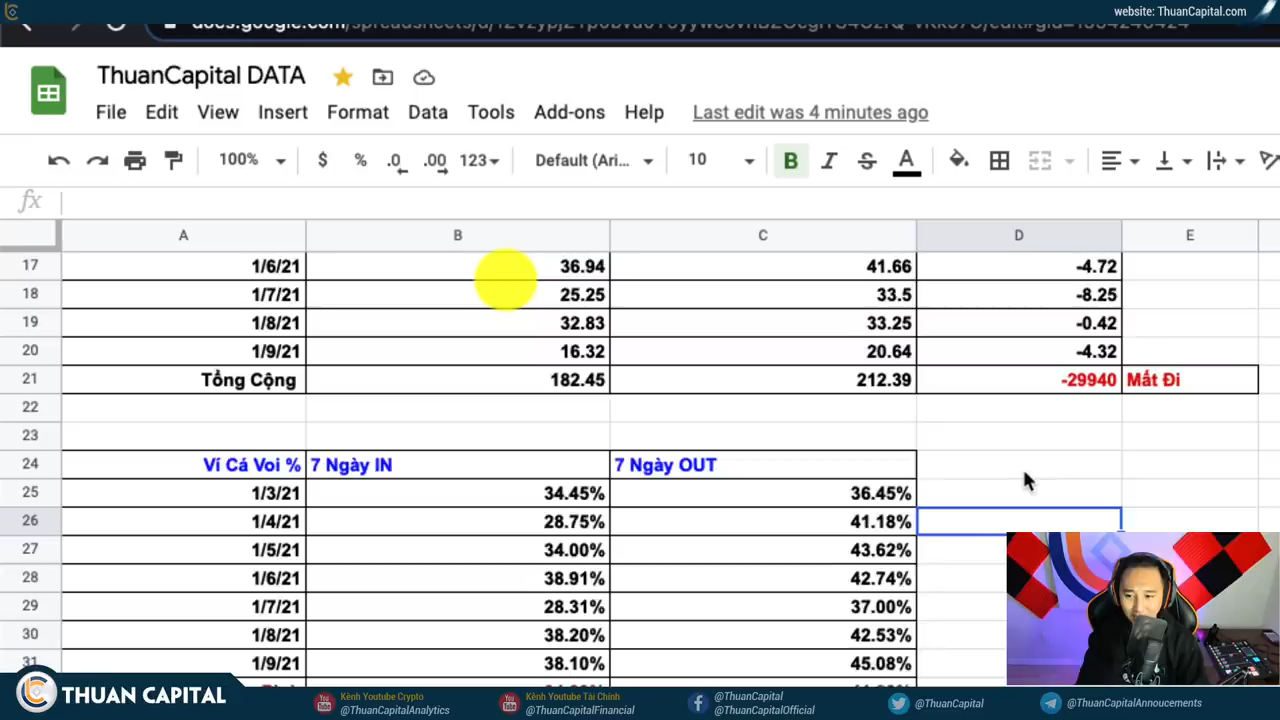 website: ThuanCapital.com
ThuanCapital DATA
File Edit View Insert Format Data Tools Add-ons Help Last edit was 4 minutes ago
100% $ % .0 .00 123 Default (Ari... 10 B I S A
fx
A B C D E
17 1/6/21 36.94 41.66 -4.72
18 1/7/21 25.25 33.5 -8.25
19 1/8/21 32.83 33.25 -0.42
20 1/9/21 16.32 20.64 -4.32
21 Tổng Cộng 182.45 212.39 -29940 Mất Đi
22
23
24 Ví Cá Voi % 7 Ngày IN 7 Ngày OUT
25 1/3/21 34.45% 36.45%
26 1/4/21 28.75% 41.18%
27 1/5/21 34.00% 43.62%
28 1/6/21 38.91% 42.74%
29 1/7/21 28.31% 37.00%
30 1/8/21 38.20% 42.53%
31 1/9/21 38.10% 45.08%
THUAN CAPITAL
Kênh Youtube Crypto
@ThuanCapitalAnalytics
Kênh Youtube Tài Chính
@ThuanCapitalFinancial
@ThuanCapital
@ThuanCapitalOfficial
@ThuanCapital
@ThuanCapitalAnnoucements